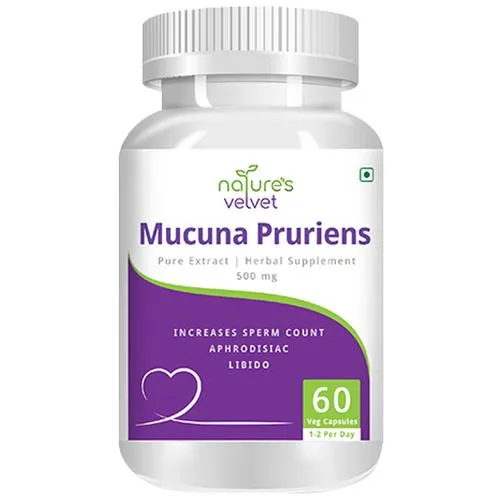 nature's
velvet
Mucuna Pruriens
Pure Extract | Herbal Supplement
500 mg
INCREASES SPERM COUNT
APHRODISIAC
LIBIDO
60
Veg Capsules
1-2 Per Day